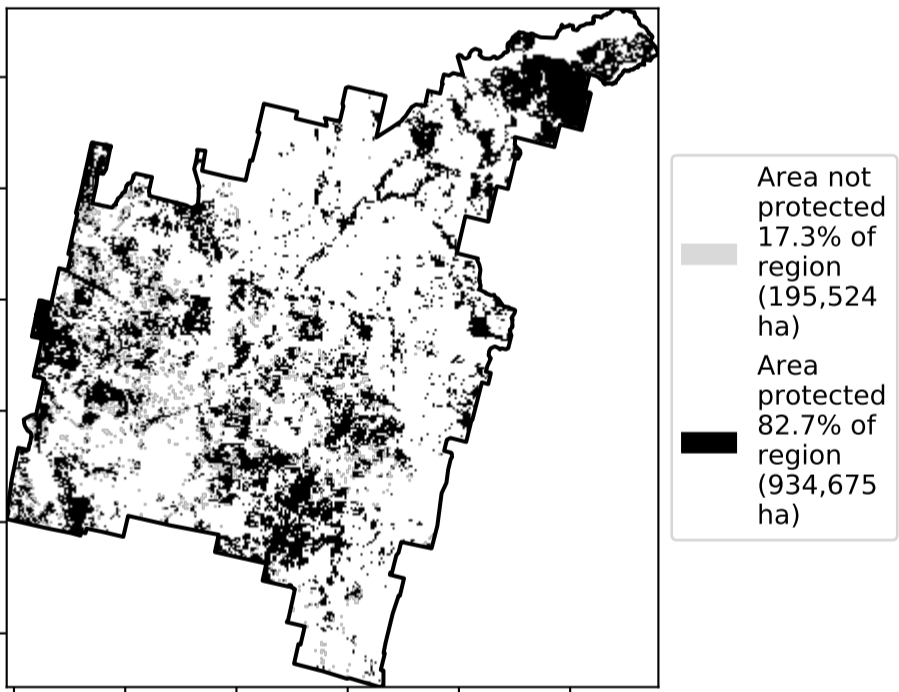 Area not
protected
17.3% of
region
(195,524
ha)
Area
protected
82.7% of
region
(934,675
ha)